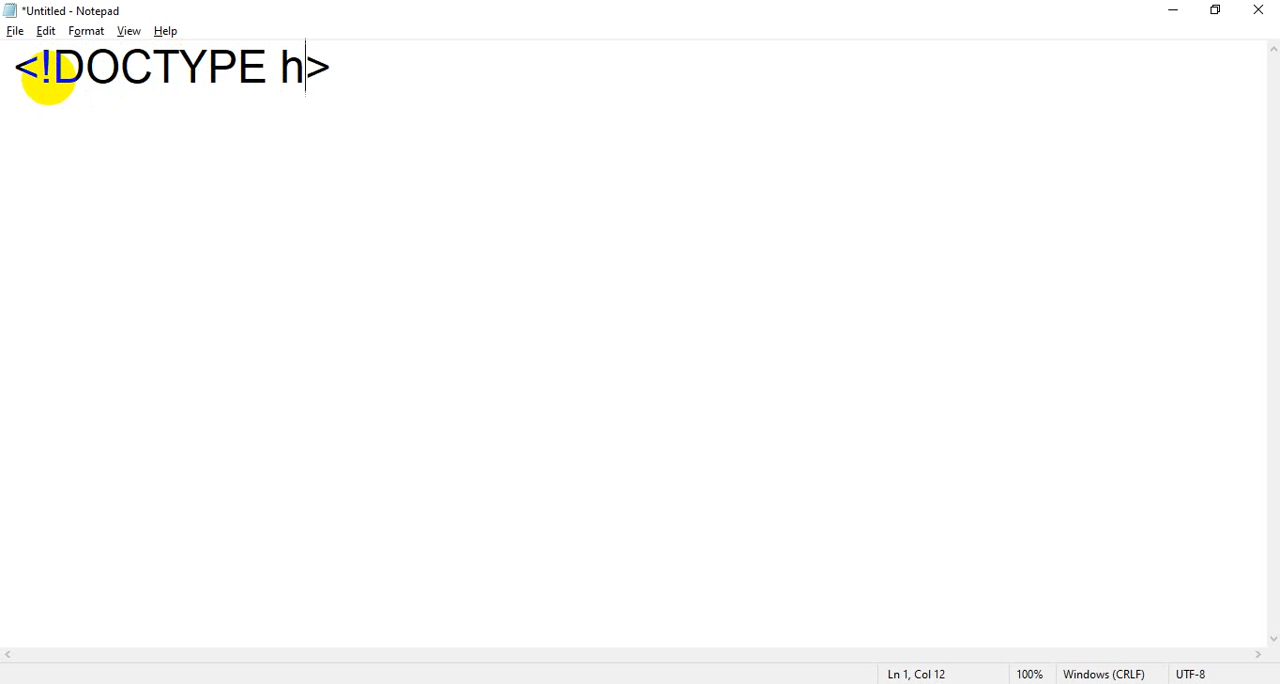 *Untitled - Notepad
File Edit Format View Help
<!DOCTYPE h>
Ln 1, Col 12 100% Windows (CRLF) UTF-8